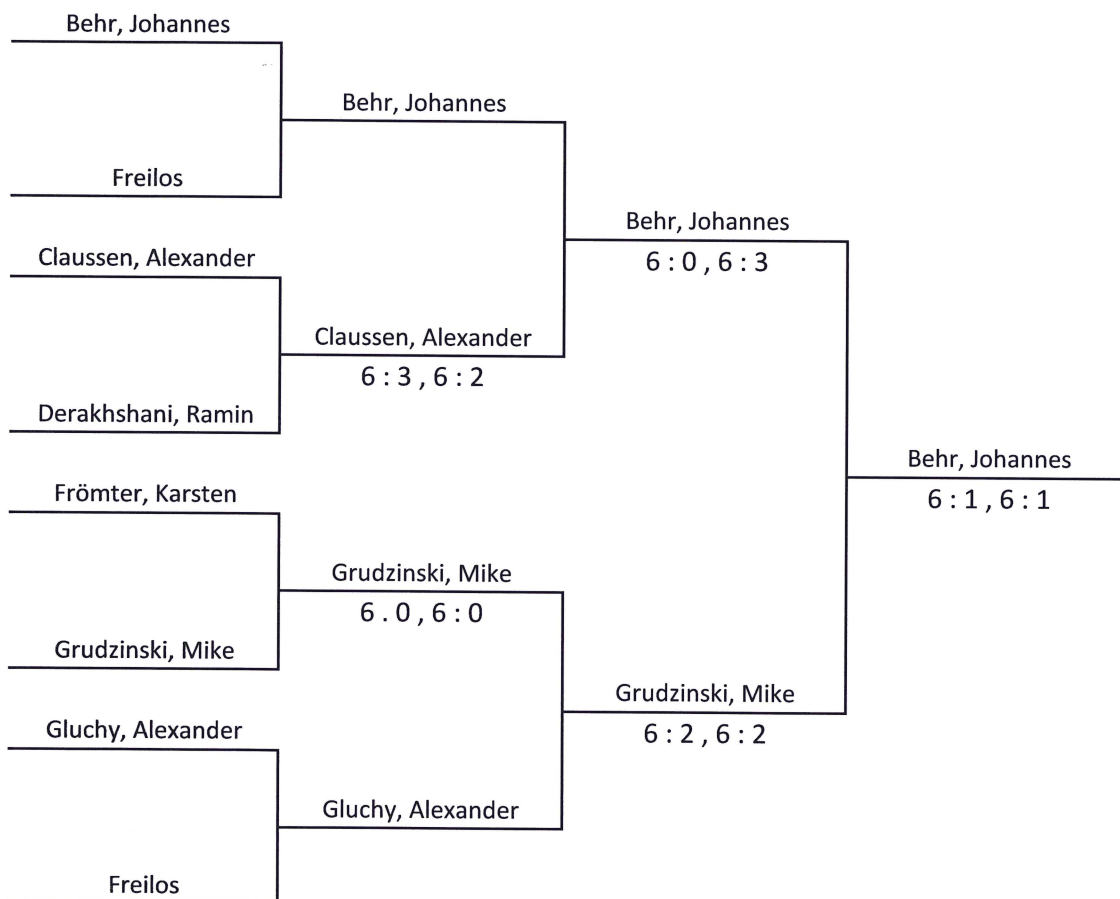 Behr, Johannes
Behr, Johannes
Freilos
Behr, Johannes
6 : 0 , 6 : 3
Claussen, Alexander
Claussen, Alexander
6 : 3 , 6 : 2
Derakhshani, Ramin
Behr, Johannes
6 : 1 , 6 : 1
Frömter, Karsten
Grudzinski, Mike
6 . 0 , 6 : 0
Grudzinski, Mike
Grudzinski, Mike
6 : 2 , 6 : 2
Gluchy, Alexander
Gluchy, Alexander
Freilos